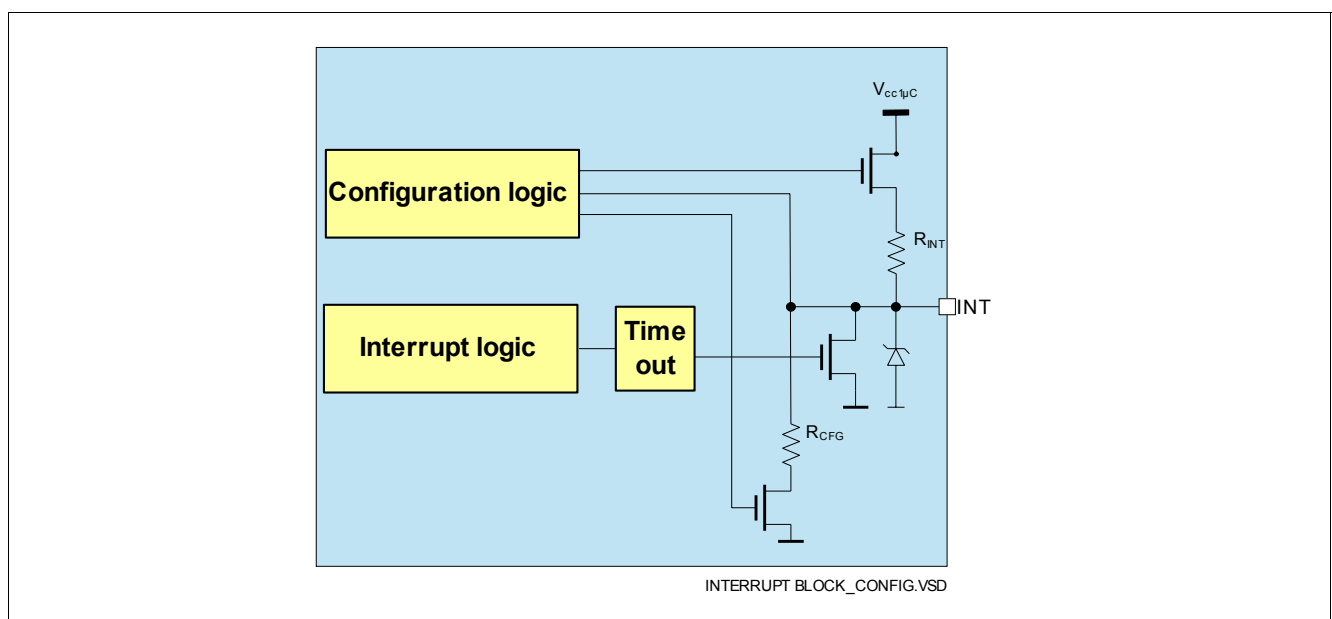 Vcc1µC
Configuration logic
RINT
INT
Interrupt logic
Time
out
RCFG
INTERRUPT BLOCK_CONFIG.VSD